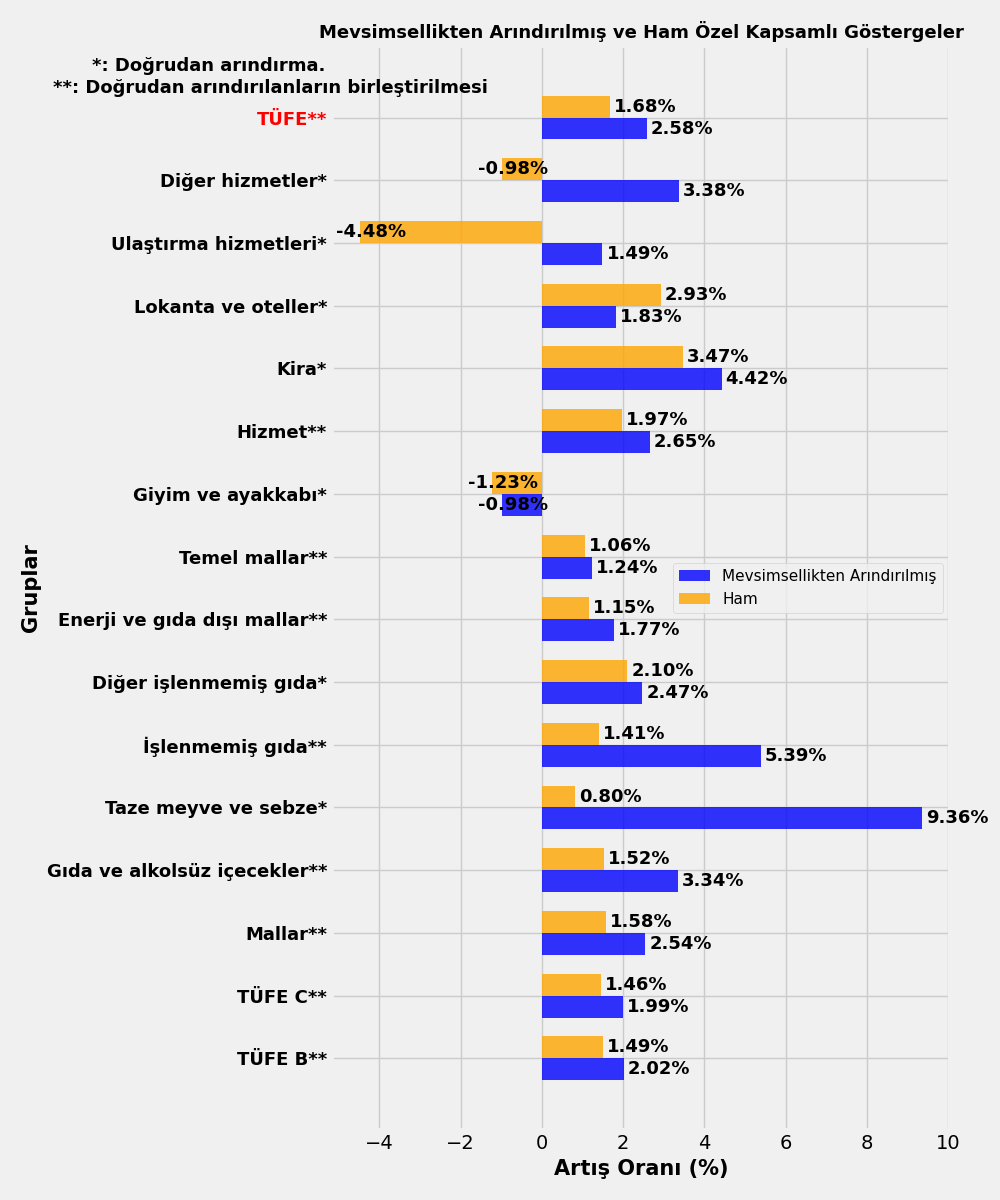 Mevsimsellikten Arındırılmış ve Ham Özel Kapsamlı Göstergeler
*: Doğrudan arındırma.
**: Doğrudan arındırılanların birleştirilmesi
TÜFE**
1.68%
2.58%
Diğer hizmetler*
-0.98%
3.38%
Ulaştırma hizmetleri*
-4.48%
1.49%
Lokanta ve oteller*
2.93%
1.83%
Kira*
3.47%
4.42%
Hizmet**
1.97%
2.65%
Giyim ve ayakkabı*
-1.23%
-0.98%
Temel mallar**
1.06%
1.24%
Mevsimsellikten Arındırılmış
Ham
Enerji ve gıda dışı mallar**
1.15%
1.77%
Diğer işlenmemiş gıda*
2.10%
2.47%
İşlenmemiş gıda**
1.41%
5.39%
Taze meyve ve sebze*
0.80%
9.36%
Gıda ve alkolsüz içecekler**
1.52%
3.34%
Mallar**
1.58%
2.54%
TÜFE C**
1.46%
1.99%
TÜFE B**
1.49%
2.02%
Gruplar
−4 −2 0 2 4 6 8 10
Artış Oranı (%)